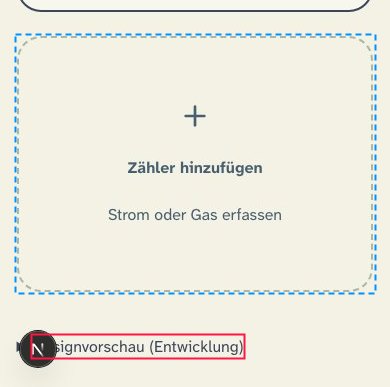 Zähler hinzufügen
Strom oder Gas erfassen
N
signvorschau (Entwicklung)